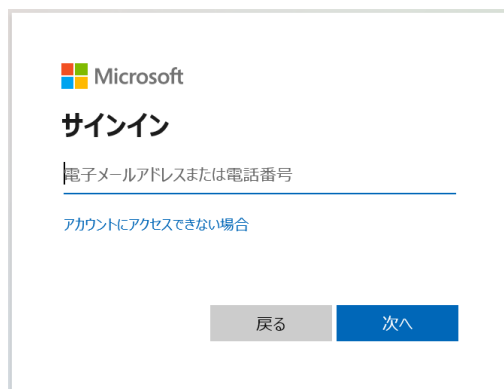 Microsoft
サインイン
電子メールアドレスまたは電話番号
アカウントにアクセスできない場合
戻る
次へ